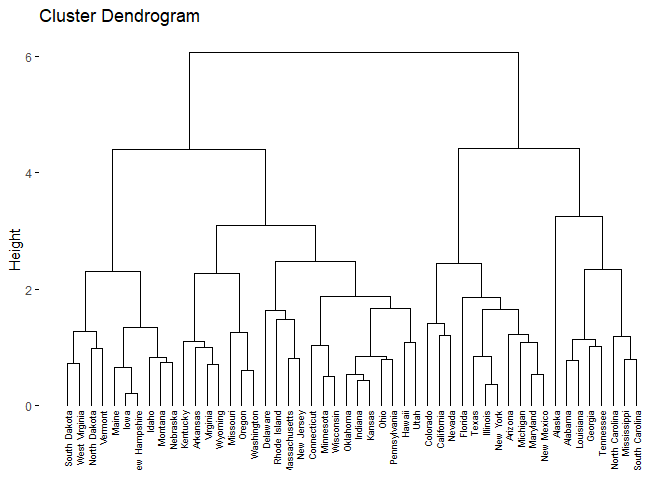 Cluster Dendrogram
Height
6
4
2
0
South Dakota
West Virginia
North Dakota
Vermont
Maine
Iowa
ew Hampshire
Idaho
Montana
Nebraska
Kentucky
Arkansas
Virginia
Wyoming
Missouri
Oregon
Washington
Delaware
Rhode Island
Massachusetts
New Jersey
Connecticut
Minnesota
Wisconsin
Oklahoma
Indiana
Kansas
Ohio
Pennsylvania
Hawaii
Utah
Colorado
California
Nevada
Florida
Texas
Illinois
New York
Arizona
Michigan
Maryland
New Mexico
Alaska
Alabama
Louisiana
Georgia
Tennessee
North Carolina
Mississippi
South Carolina